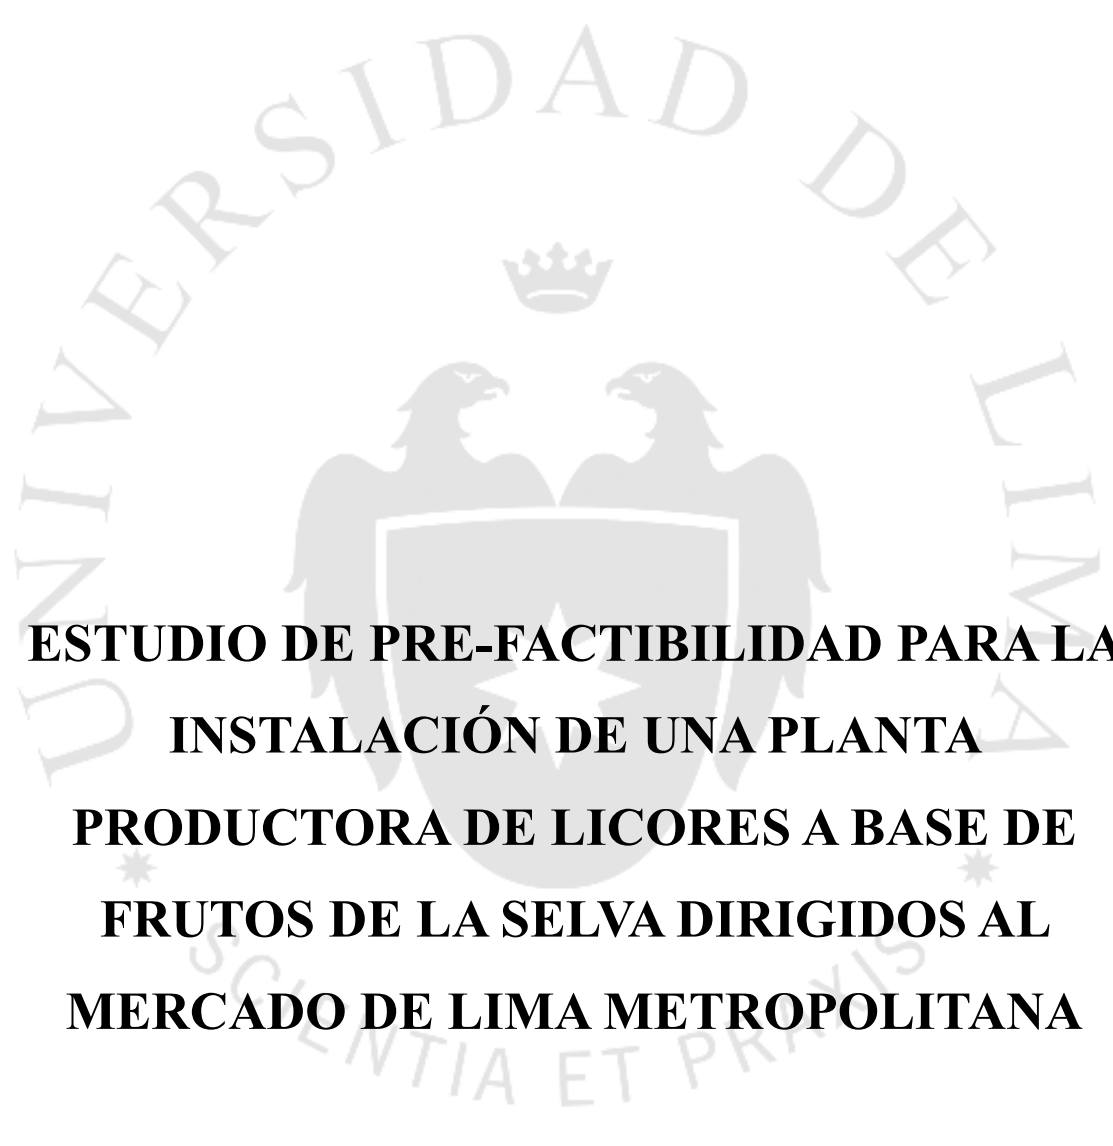 UNIVERSIDAD DE LIMA
ESTUDIO DE PRE-FACTIBILIDAD PARA LA
INSTALACIÓN DE UNA PLANTA
PRODUCTORA DE LICORES A BASE DE
FRUTOS DE LA SELVA DIRIGIDOS AL
MERCADO DE LIMA METROPOLITANA
SCIENTIA ET PRAXIS